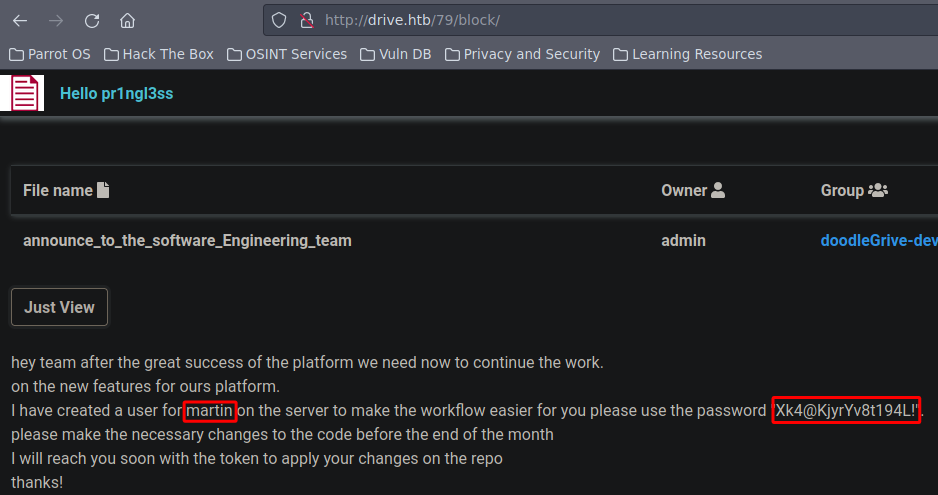 http://drive.htb/79/block/
Parrot OS Hack The Box OSINT Services Vuln DB Privacy and Security Learning Resources
Hello pr1ngl3ss
File name Owner Group
announce_to_the_software_Engineering_team admin doodleGrive-dev
Just View
hey team after the great success of the platform we need now to continue the work.
on the new features for ours platform.
I have created a user for martin on the server to make the workflow easier for you please use the password "Xk4@KjyrYv8t194L!".
please make the necessary changes to the code before the end of the month
I will reach you soon with the token to apply your changes on the repo
thanks!